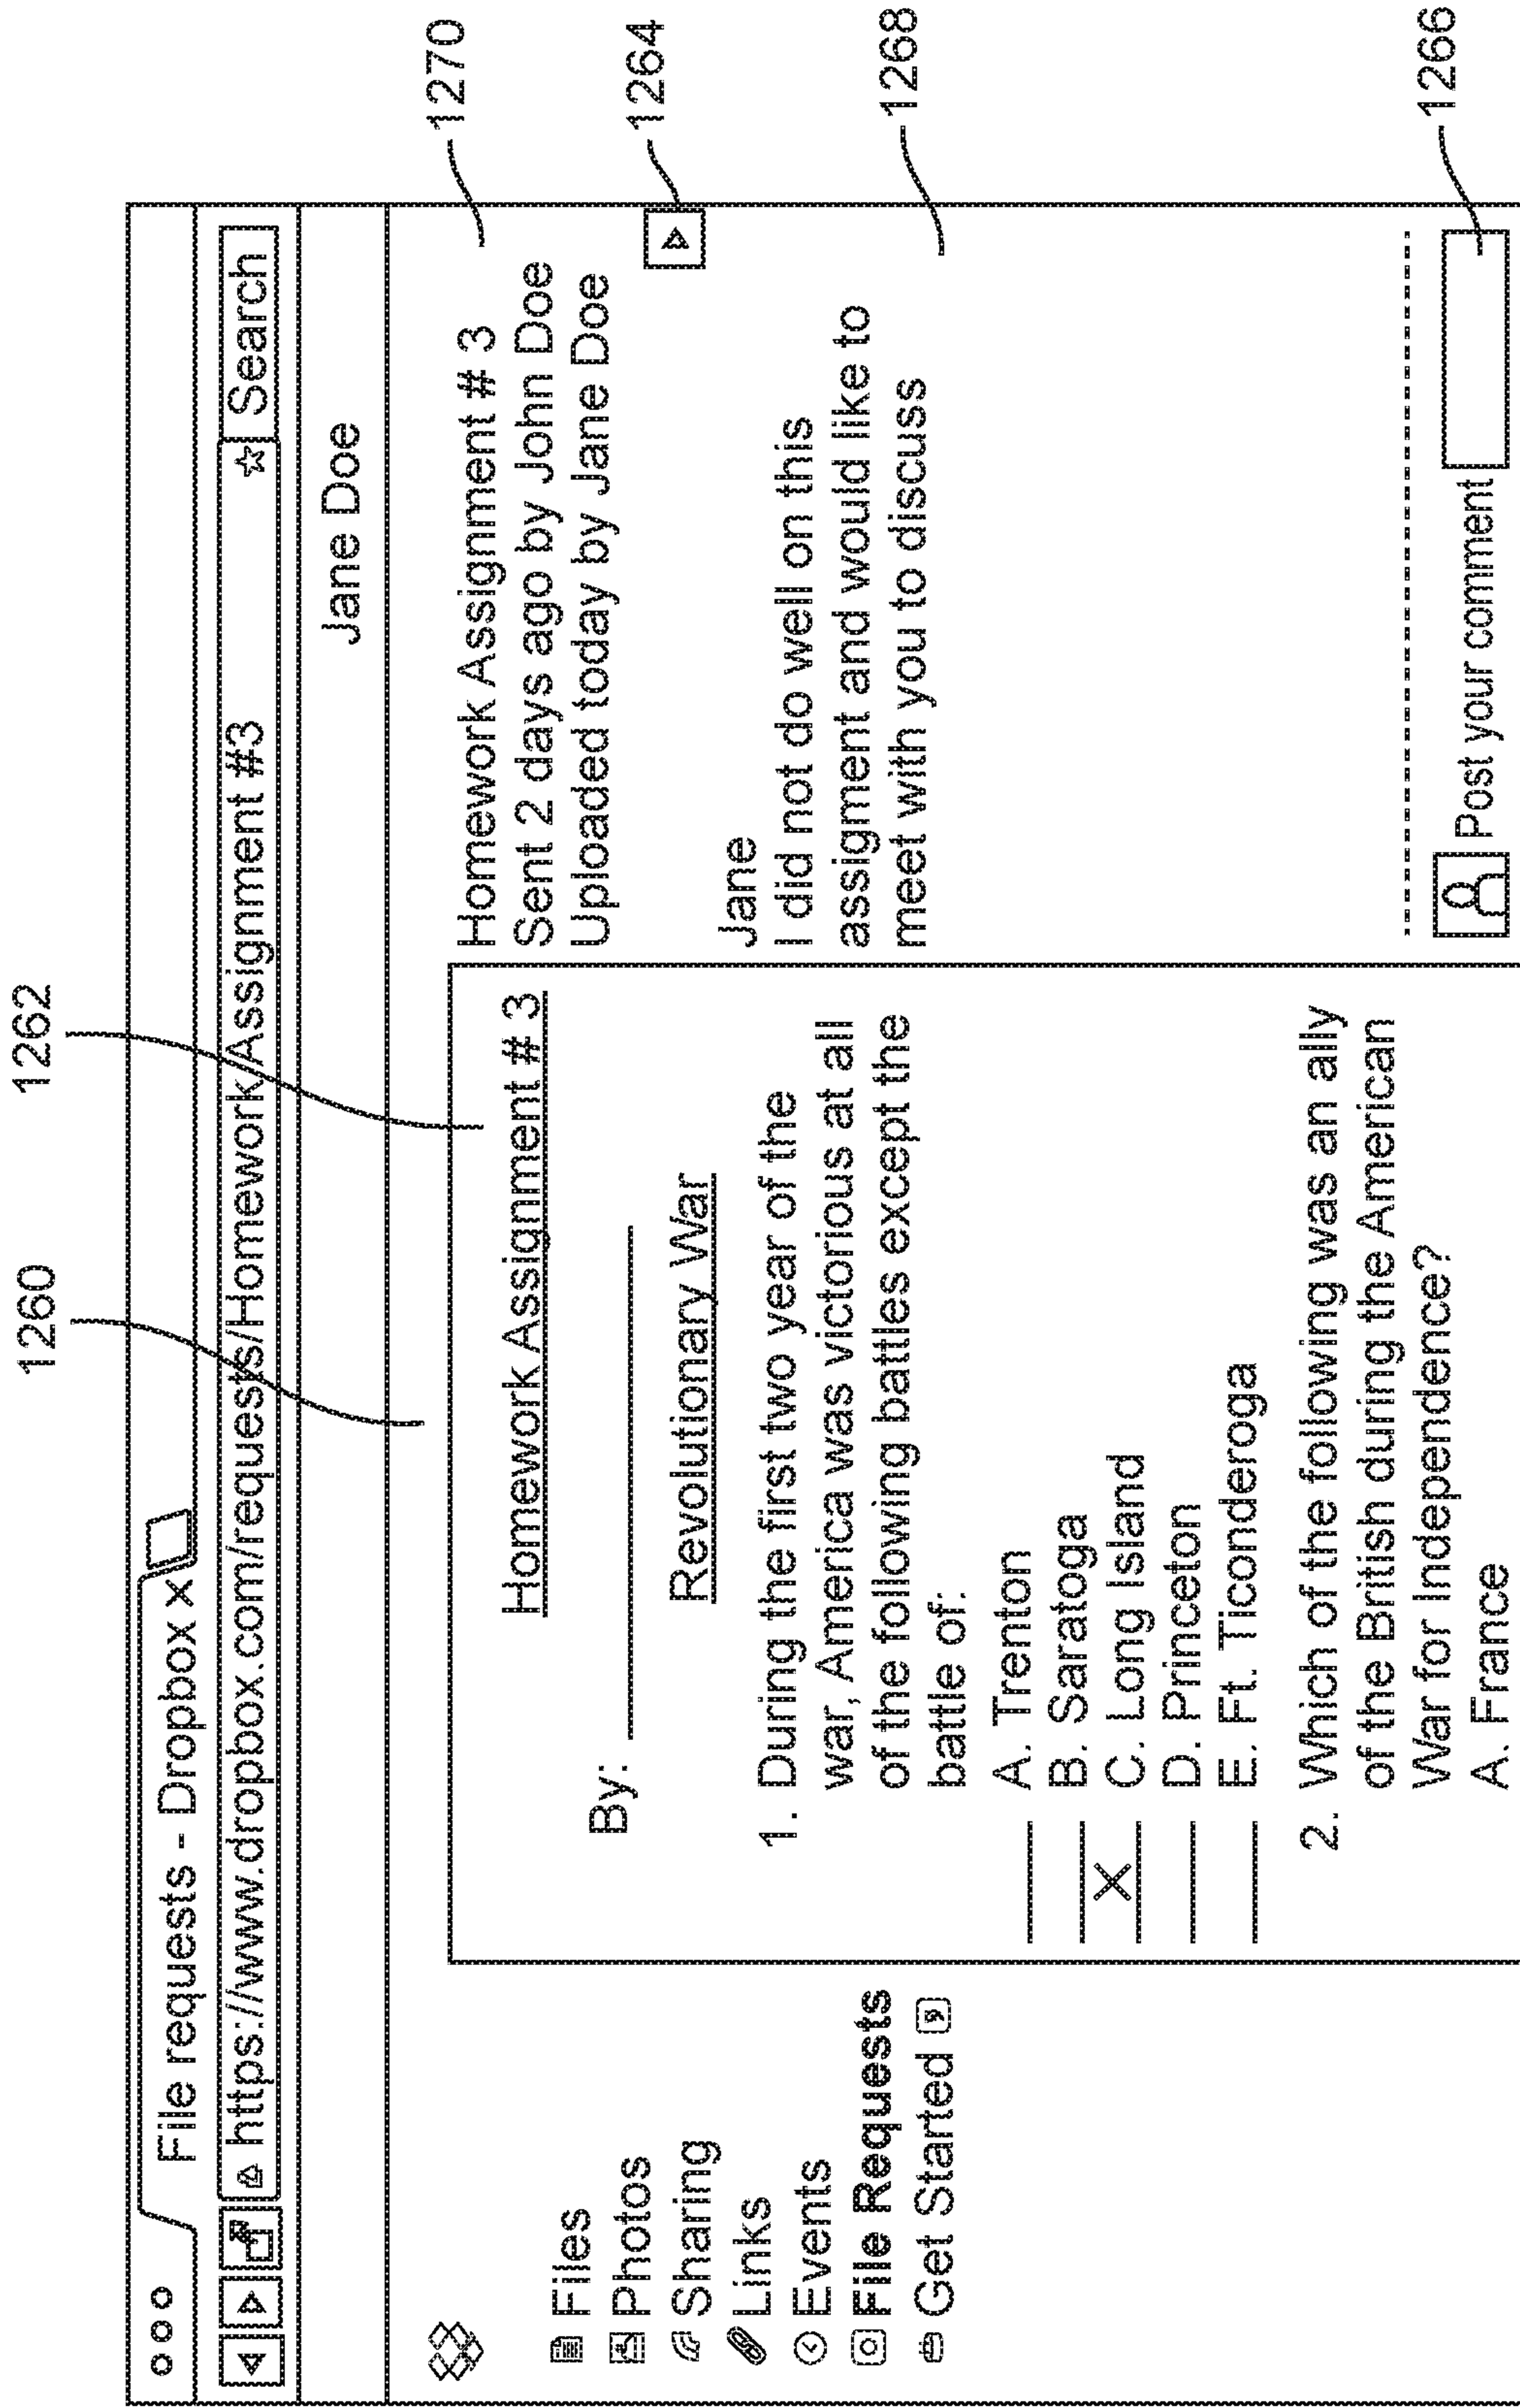 1260
1262
File requests - Dropbox x
https://www.dropbox.com/requests/Homework/Assignment #3
Search
Jane Doe
Files
Photos
Sharing
Links
Events
File Requests
Get Started
Homework Assignment # 3
By:
Revolutionary War
1. During the first two year of the
war, America was victorious at all
of the following battles except the
battle of:
A. Trenton
B. Saratoga
X C. Long Island
D. Princeton
E. Ft. Ticonderoga
2. Which of the following was an ally
of the British during the American
War for Independence?
A. France
Homework Assignment # 3
Sent 2 days ago by John Doe
Uploaded today by Jane Doe
Jane
I did not do well on this
assigment and would like to
meet with you to discuss
Post your comment
1270
1264
1268
1266